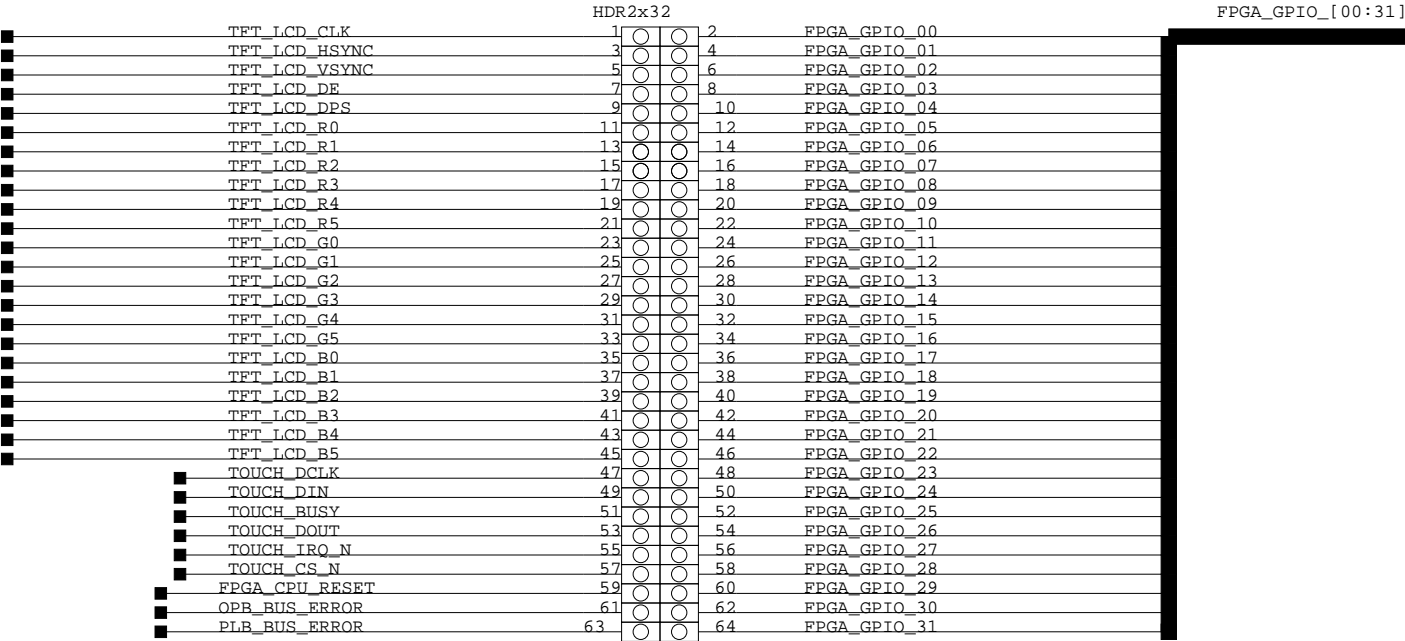 HDR2x32 FPGA_GPIO_[00:31]
TFT_LCD_CLK 1 2 FPGA_GPIO_00
TFT_LCD_HSYNC 3 4 FPGA_GPIO_01
TFT_LCD_VSYNC 5 6 FPGA_GPIO_02
TFT_LCD_DE 7 8 FPGA_GPIO_03
TFT_LCD_DPS 9 10 FPGA_GPIO_04
TFT_LCD_R0 11 12 FPGA_GPIO_05
TFT_LCD_R1 13 14 FPGA_GPIO_06
TFT_LCD_R2 15 16 FPGA_GPIO_07
TFT_LCD_R3 17 18 FPGA_GPIO_08
TFT_LCD_R4 19 20 FPGA_GPIO_09
TFT_LCD_R5 21 22 FPGA_GPIO_10
TFT_LCD_G0 23 24 FPGA_GPIO_11
TFT_LCD_G1 25 26 FPGA_GPIO_12
TFT_LCD_G2 27 28 FPGA_GPIO_13
TFT_LCD_G3 29 30 FPGA_GPIO_14
TFT_LCD_G4 31 32 FPGA_GPIO_15
TFT_LCD_G5 33 34 FPGA_GPIO_16
TFT_LCD_B0 35 36 FPGA_GPIO_17
TFT_LCD_B1 37 38 FPGA_GPIO_18
TFT_LCD_B2 39 40 FPGA_GPIO_19
TFT_LCD_B3 41 42 FPGA_GPIO_20
TFT_LCD_B4 43 44 FPGA_GPIO_21
TFT_LCD_B5 45 46 FPGA_GPIO_22
TOUCH_DCLK 47 48 FPGA_GPIO_23
TOUCH_DIN 49 50 FPGA_GPIO_24
TOUCH_BUSY 51 52 FPGA_GPIO_25
TOUCH_DOUT 53 54 FPGA_GPIO_26
TOUCH_IRQ_N 55 56 FPGA_GPIO_27
TOUCH_CS_N 57 58 FPGA_GPIO_28
FPGA_CPU_RESET 59 60 FPGA_GPIO_29
OPB_BUS_ERROR 61 62 FPGA_GPIO_30
PLB_BUS_ERROR 63 64 FPGA_GPIO_31